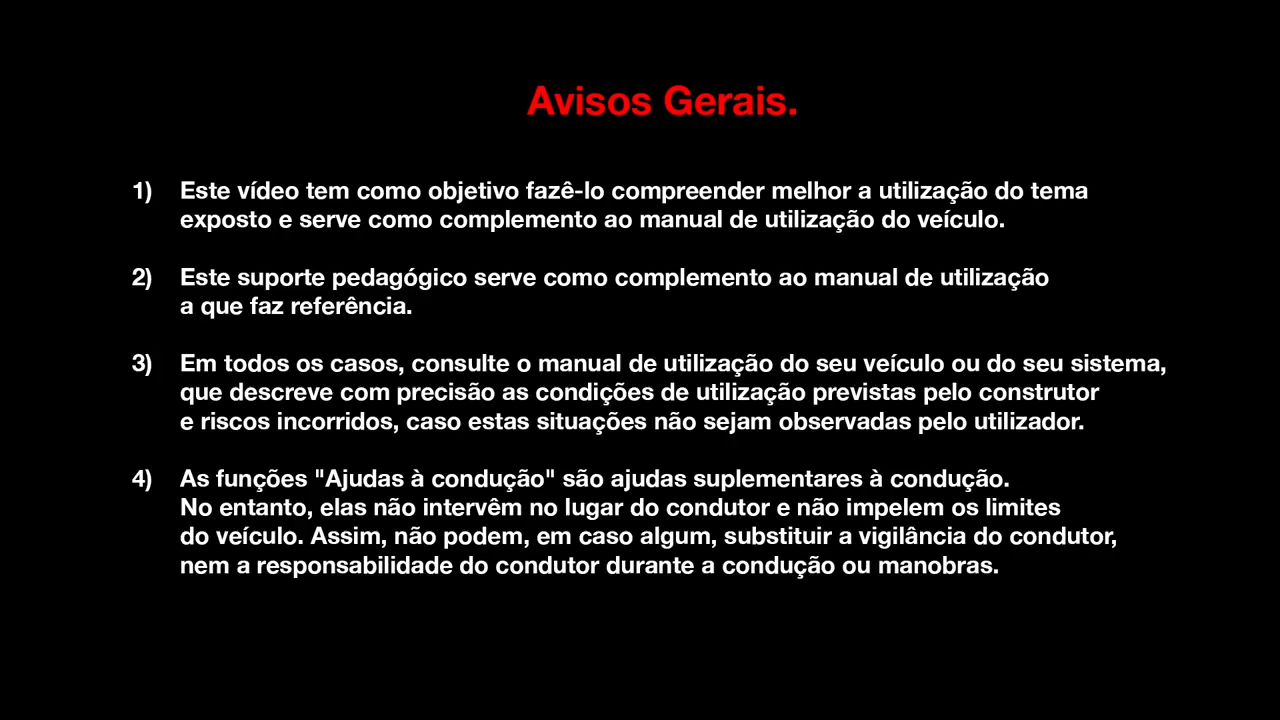 Avisos Gerais.
1) Este vídeo tem como objetivo fazê-lo compreender melhor a utilização do tema
exposto e serve como complemento ao manual de utilização do veículo.
2) Este suporte pedagógico serve como complemento ao manual de utilização
a que faz referência.
3) Em todos os casos, consulte o manual de utilização do seu veículo ou do seu sistema,
que descreve com precisão as condições de utilização previstas pelo construtor
e riscos incorridos, caso estas situações não sejam observadas pelo utilizador.
4) As funções "Ajudas à condução" são ajudas suplementares à condução.
No entanto, elas não intervêm no lugar do condutor e não impelem os limites
do veículo. Assim, não podem, em caso algum, substituir a vigilância do condutor,
nem a responsabilidade do condutor durante a condução ou manobras.